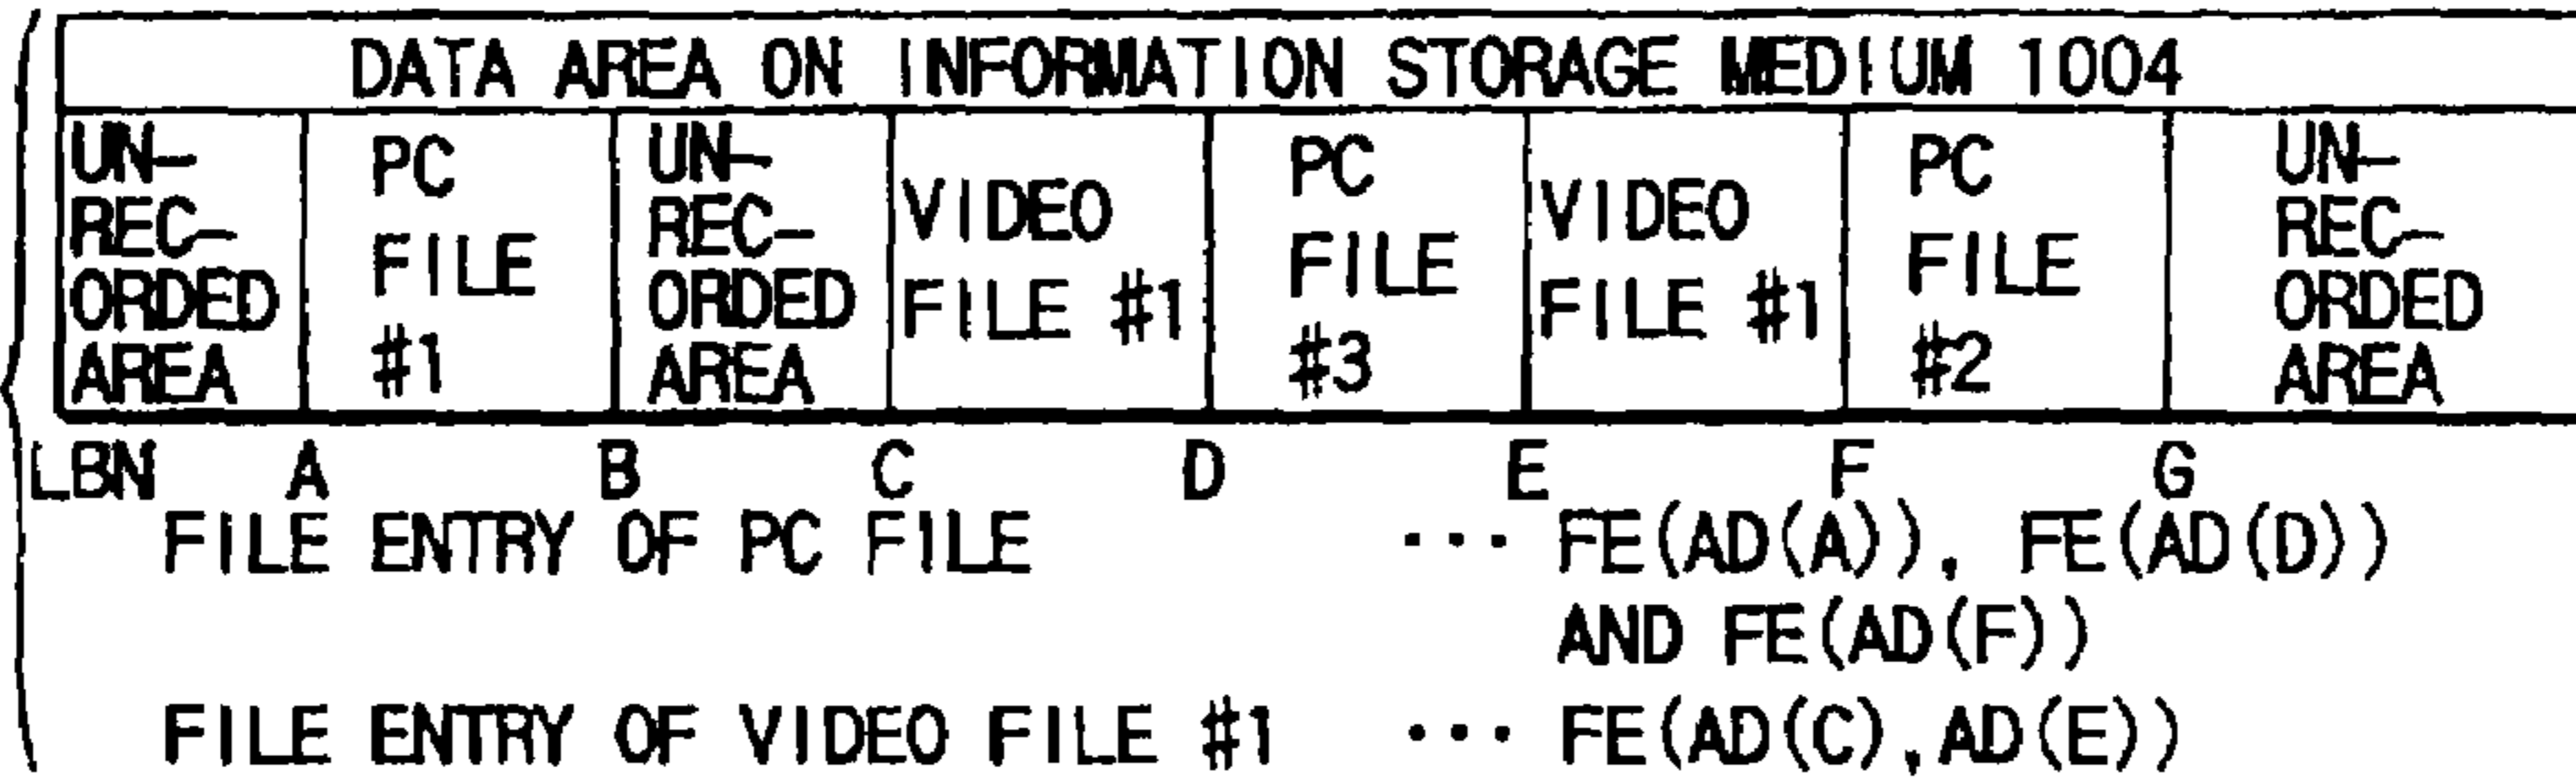 DATA AREA ON INFORMATION STORAGE MEDIUM 1004
UN-
REC-
ORDED
AREA
PC
FILE
#1
UN-
REC-
ORDED
AREA
VIDEO
FILE #1
PC
FILE
#3
VIDEO
FILE #1
PC
FILE
#2
UN-
REC-
ORDED
AREA
LBN A B C D E F G
FILE ENTRY OF PC FILE ··· FE(AD(A)), FE(AD(D))
AND FE(AD(F))
FILE ENTRY OF VIDEO FILE #1 ··· FE(AD(C),AD(E))